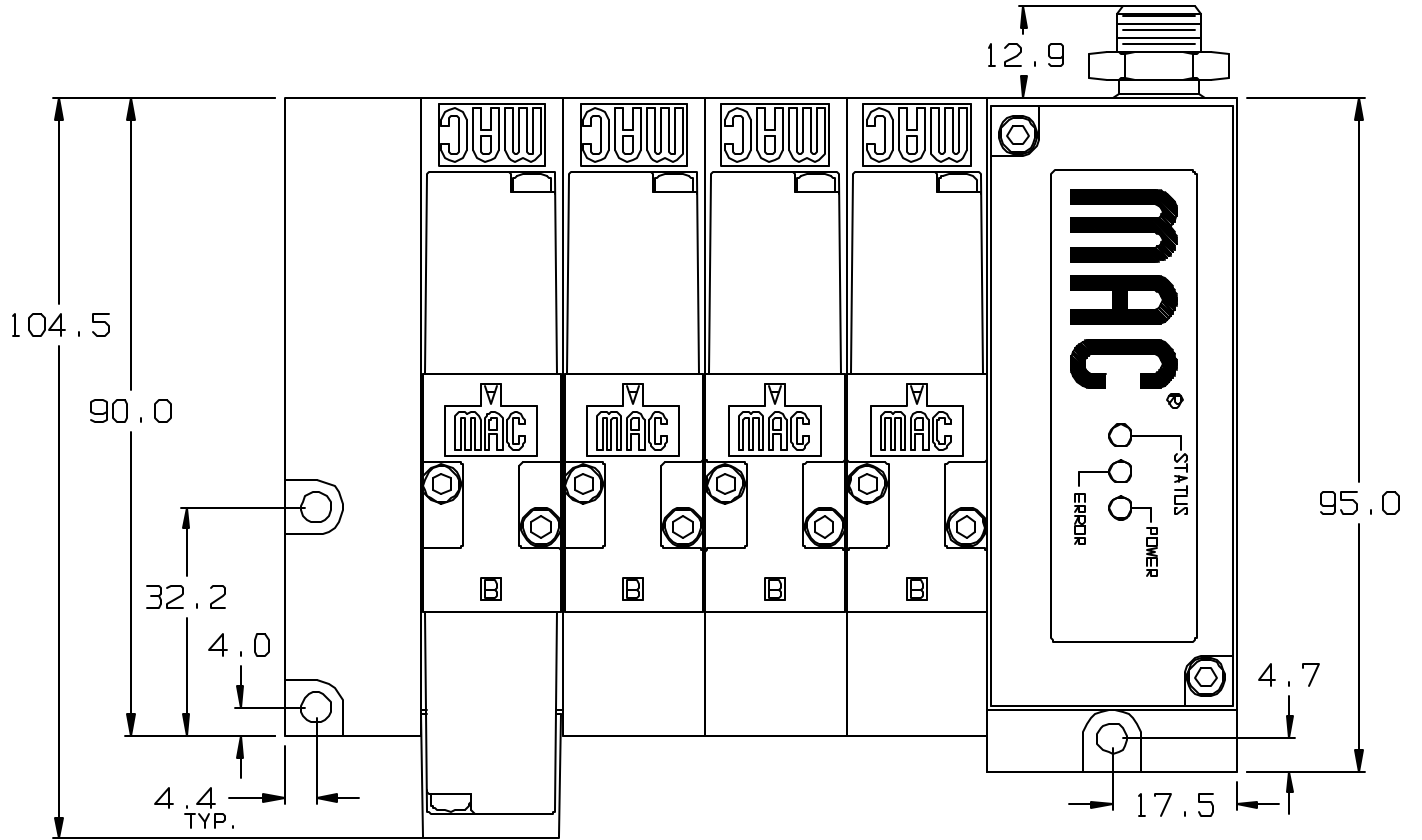 12.9
MAC MAC MAC MAC
104.5
90.0
MAC®
A A A A
MAC MAC MAC MAC
STATUS
ERROR
POWER
95.0
B B B B
32.2
4.0
4.7
4.4
TYP.
17.5